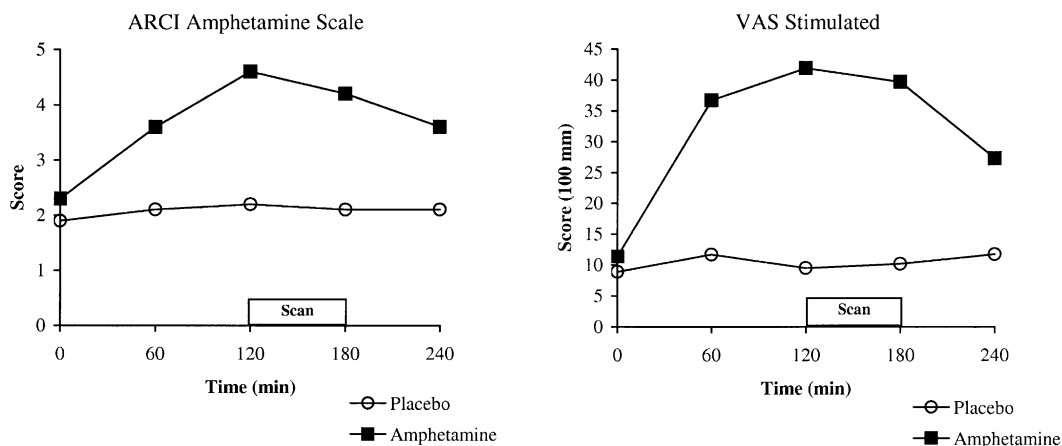 ARCI Amphetamine Scale
5
4
3
2
1
0
Score
Scan
0 60 120 180 240
Time (min)
Placebo
Amphetamine
VAS Stimulated
45
40
35
30
25
20
15
10
5
0
Score (100 mm)
Scan
0 60 120 180 240
Time (min)
Placebo
Amphetamine